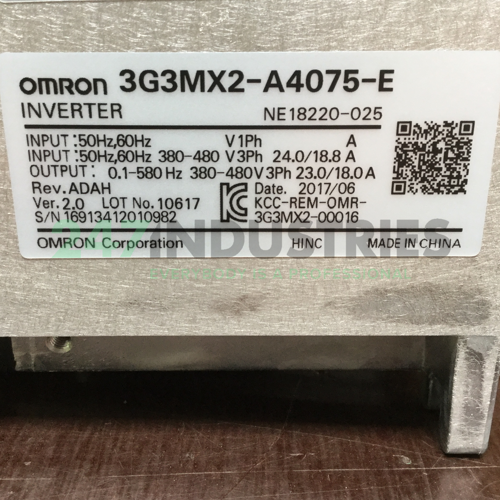 OMRON 3G3MX2-A4075-E
INVERTER NE18220-025
INPUT:50Hz,60Hz V 1Ph A
INPUT:50Hz,60Hz 380-480 V 3Ph 24.0/18.8 A
OUTPUT: 0.1-580 Hz 380-480V 3Ph 23.0/18.0 A
Rev.ADAH Date. 2017/06
Ver. 2.0 LOT No. 10617 KCC-REM-OMR-
S/N 16913412010982 3G3MX2-00016
247INDUSTRIES
OMRON Corporation HINC MADE IN CHINA